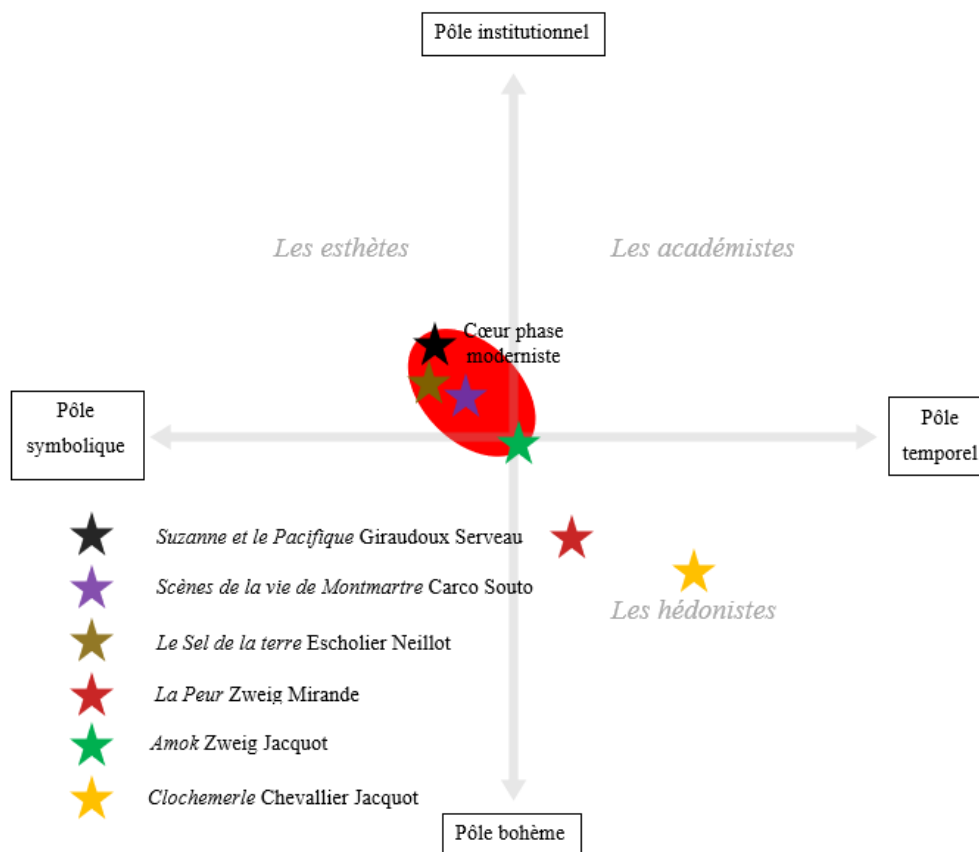 Pôle institutionnel
Les esthètes
Les académistes
Cœur phase
moderniste
Pôle
symbolique
Pôle
temporel
Suzanne et le Pacifique Giraudoux Serveau
Scènes de la vie de Montmartre Carco Souto
Le Sel de la terre Escholier Neillot
Les hédonistes
La Peur Zweig Mirande
Amok Zweig Jacquot
Clochemerle Chevallier Jacquot
Pôle bohème